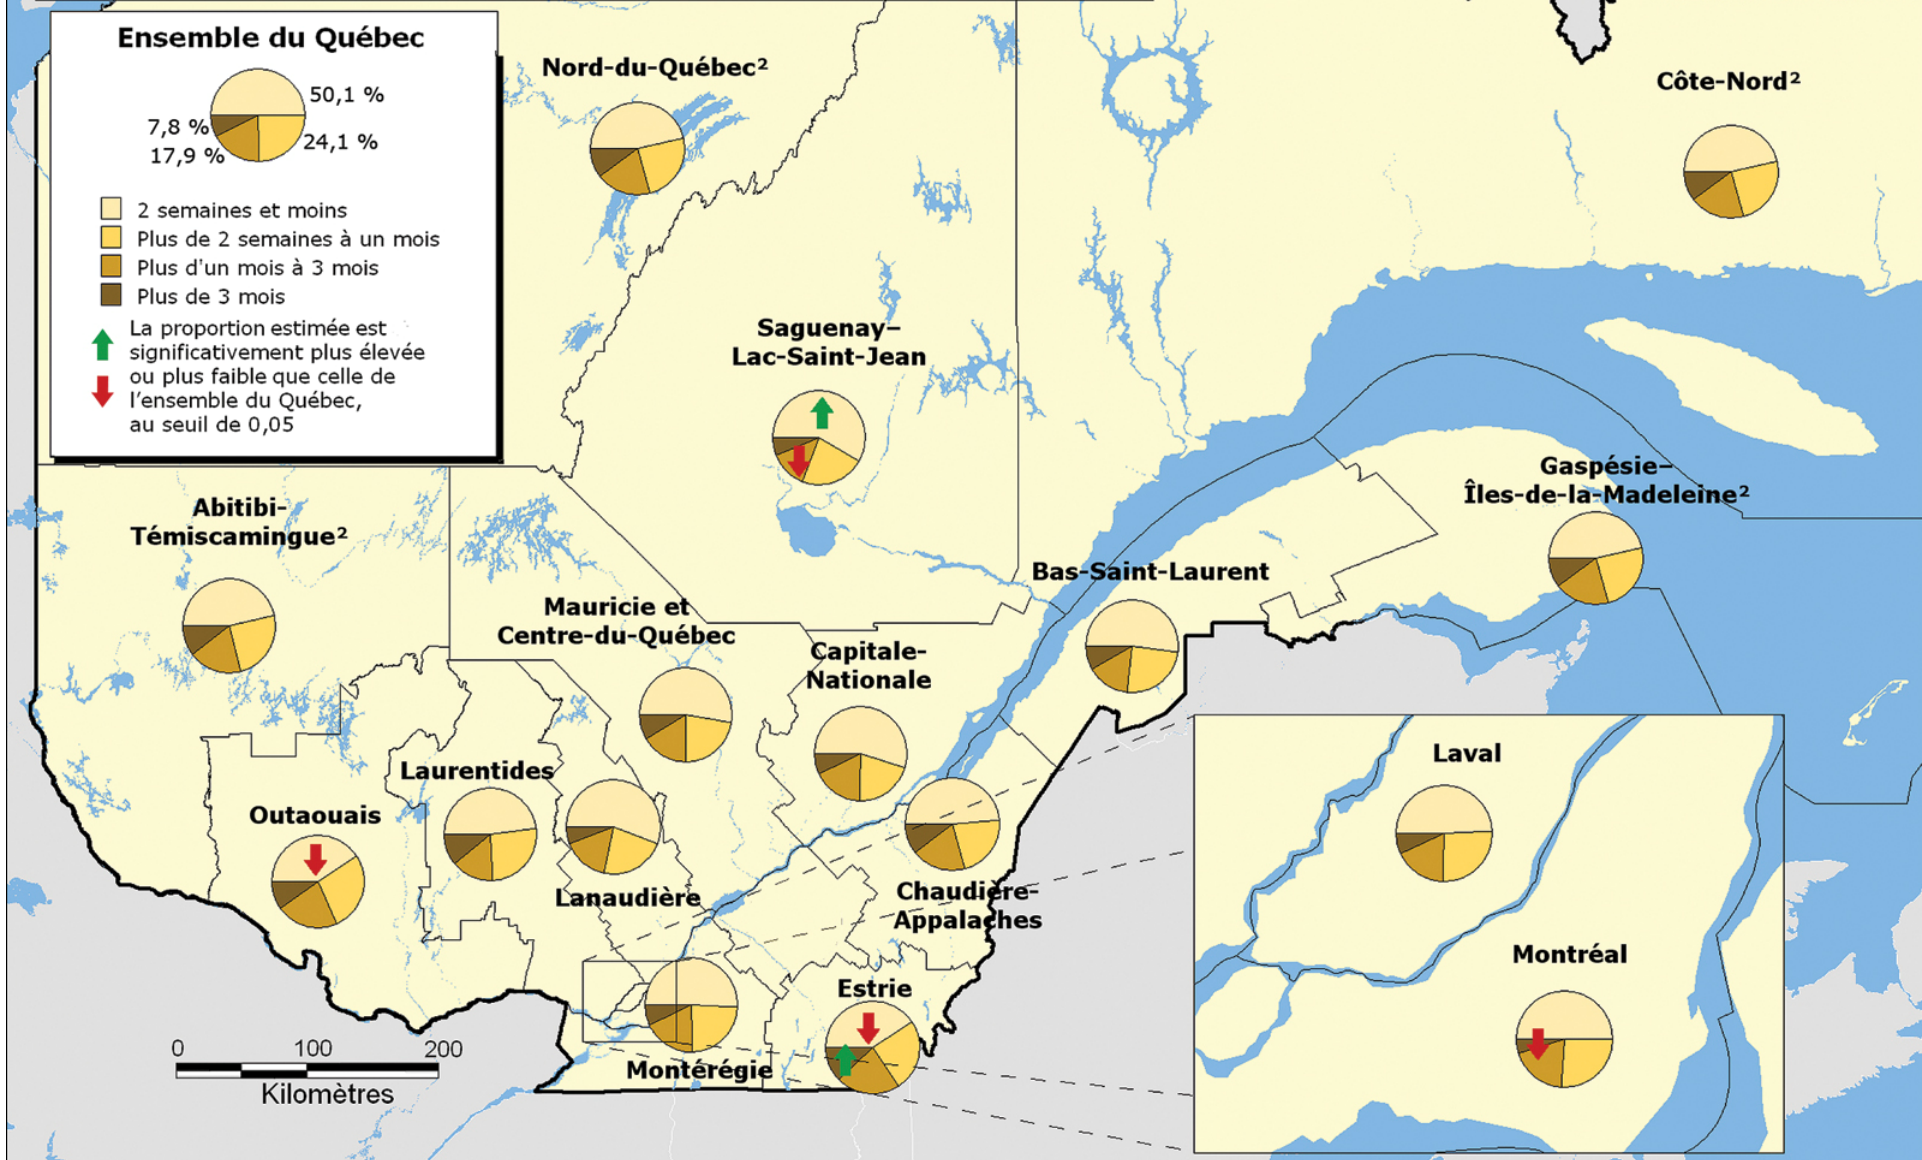 Ensemble du Québec
50,1 %
7,8 %
24,1 %
17,9 %
2 semaines et moins
Plus de 2 semaines à un mois
Plus d'un mois à 3 mois
Plus de 3 mois
La proportion estimée est
significativement plus élevée
ou plus faible que celle de
l'ensemble du Québec,
au seuil de 0,05
Nord-du-Québec²
Côte-Nord²
Saguenay–
Lac-Saint-Jean
Gaspésie–
Îles-de-la-Madeleine²
Abitibi-
Témiscamingue²
Bas-Saint-Laurent
Mauricie et
Centre-du-Québec
Capitale-
Nationale
Laurentides
Outaouais
Lanaudière
Chaudière-
Appalaches
Estrie
Montérégie
Laval
Montréal
0 100 200
Kilomètres